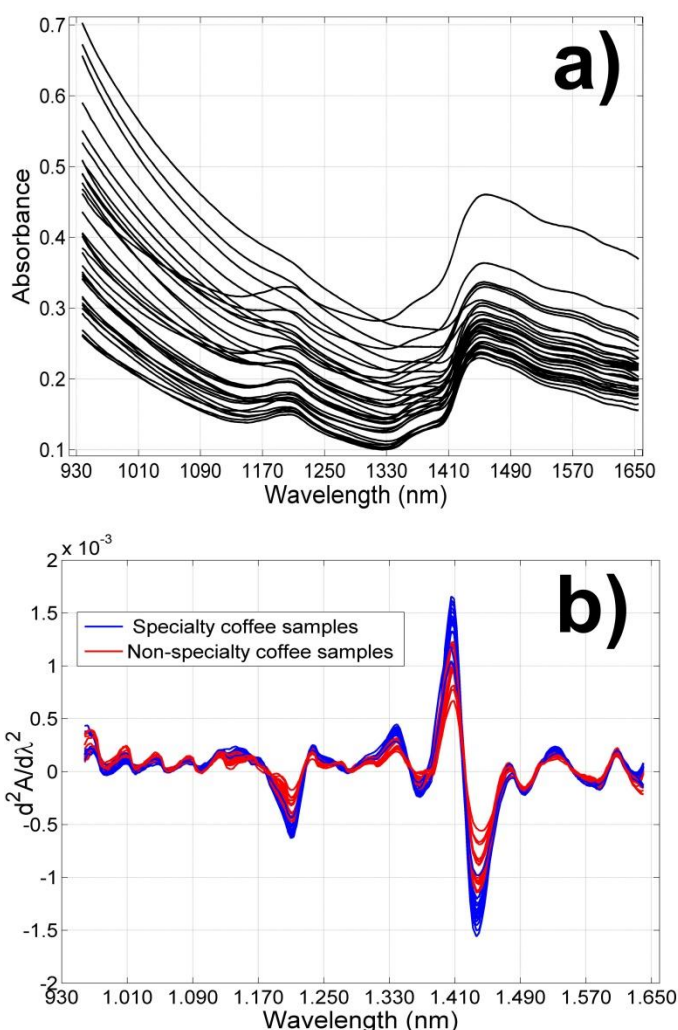 a)
0.7
0.6
0.5
0.4
0.3
0.2
0.1
Absorbance
930 1010 1090 1170 1250 1330 1410 1490 1570 1650
Wavelength (nm)
b)
2 x 10-3
1.5
1
0.5
0
-0.5
-1
-1.5
-2
d2A/dλ2
Specialty coffee samples
Non-specialty coffee samples
930 1.010 1.090 1.170 1.250 1.330 1.410 1.490 1.570 1.650
Wavelength (nm)